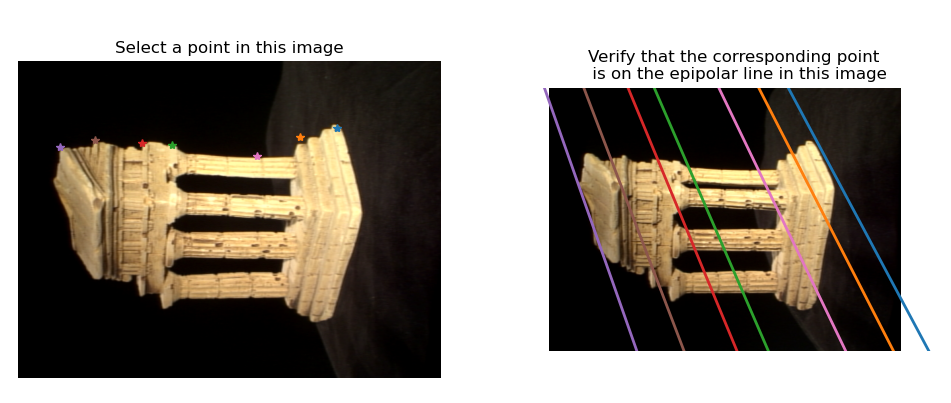 Select a point in this image
Verify that the corresponding point
is on the epipolar line in this image